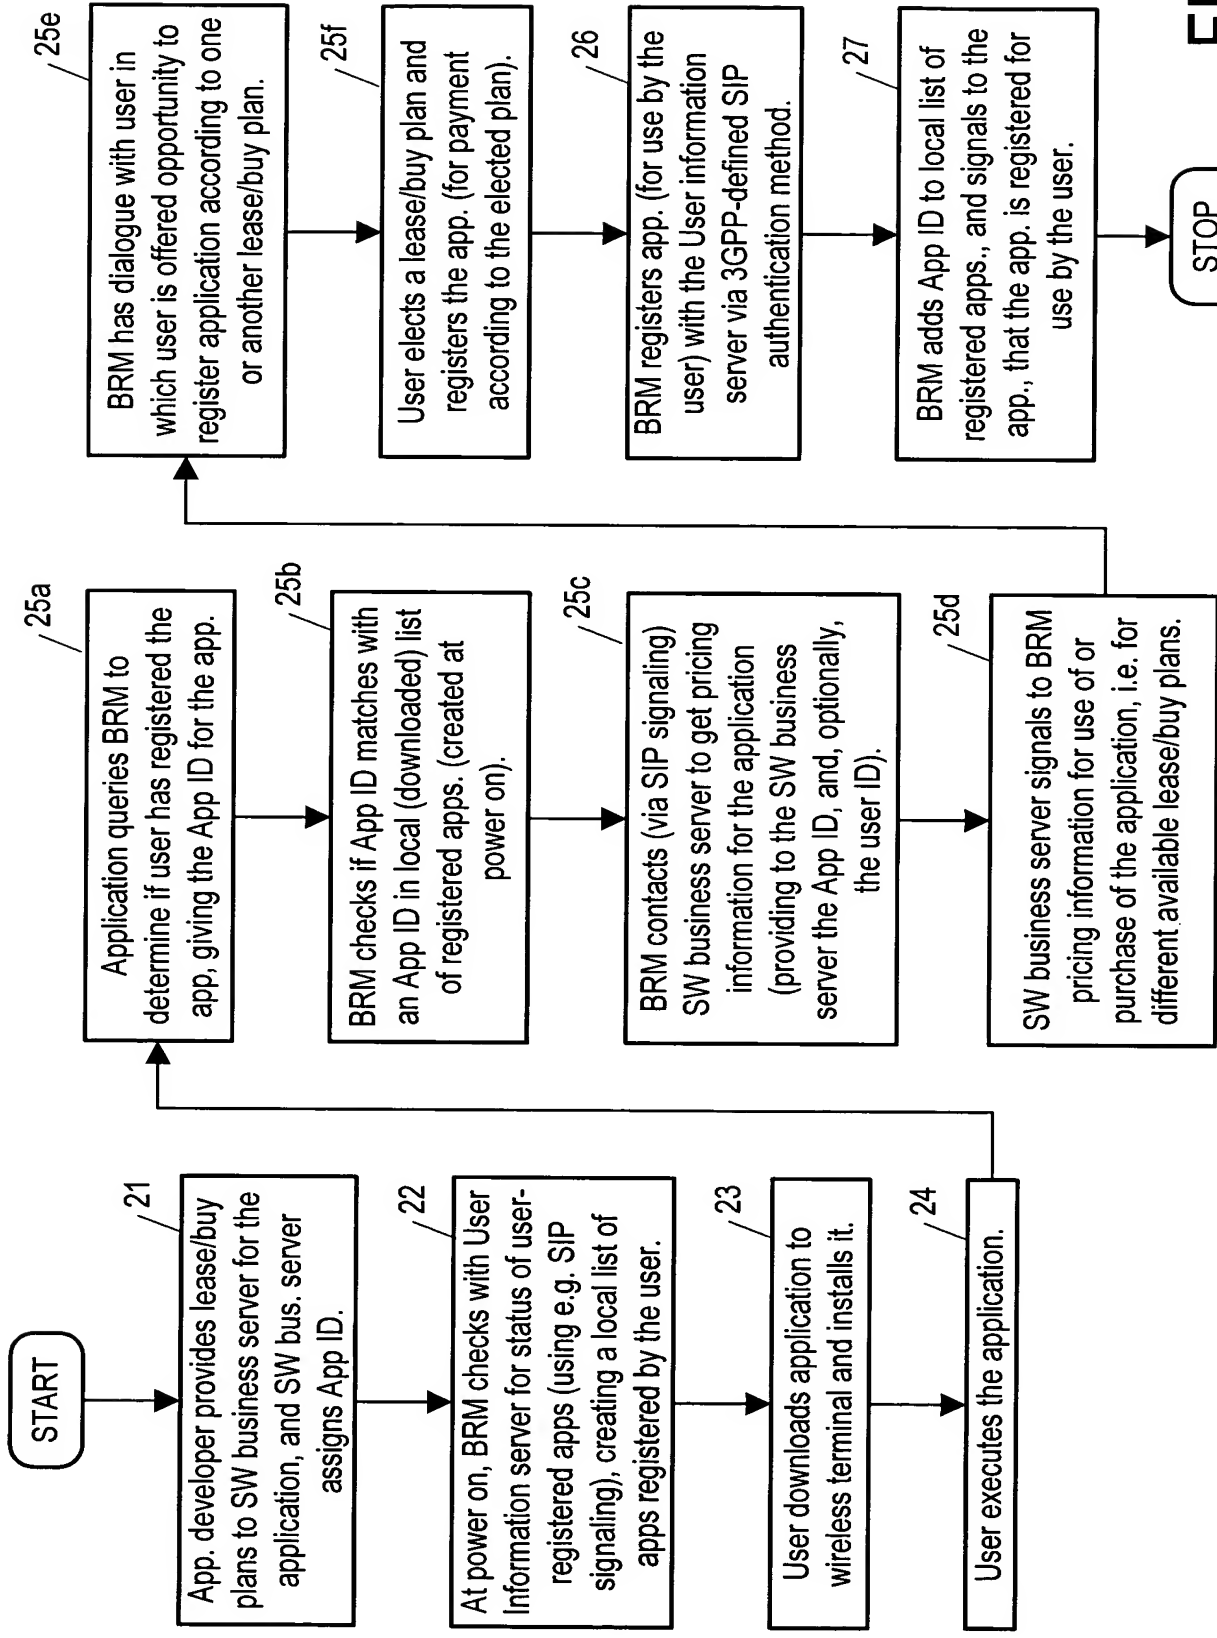 START
21
App. developer provides lease/buy
plans to SW business server for the
application, and SW bus. server
assigns App ID.
22
At power on, BRM checks with User
Information server for status of user-
registered apps (using e.g. SIP
signaling), creating a local list of
apps registered by the user.
23
User downloads application to
wireless terminal and installs it.
24
User executes the application.
25a
Application queries BRM to
determine if user has registered the
app, giving the App ID for the app.
25b
BRM checks if App ID matches with
an App ID in local (downloaded) list
of registered apps. (created at
power on).
25c
BRM contacts (via SIP signaling)
SW business server to get pricing
information for the application
(providing to the SW business
server the App ID, and, optionally,
the user ID).
25d
SW business server signals to BRM
pricing information for use of or
purchase of the application, i.e. for
different available lease/buy plans.
25e
BRM has dialogue with user in
which user is offered opportunity to
register application according to one
or another lease/buy plan.
25f
User elects a lease/buy plan and
registers the app. (for payment
according to the elected plan).
26
BRM registers app. (for use by the
user) with the User information
server via 3GPP-defined SIP
authentication method.
27
BRM adds App ID to local list of
registered apps., and signals to the
app., that the app. is registered for
use by the user.
STOP